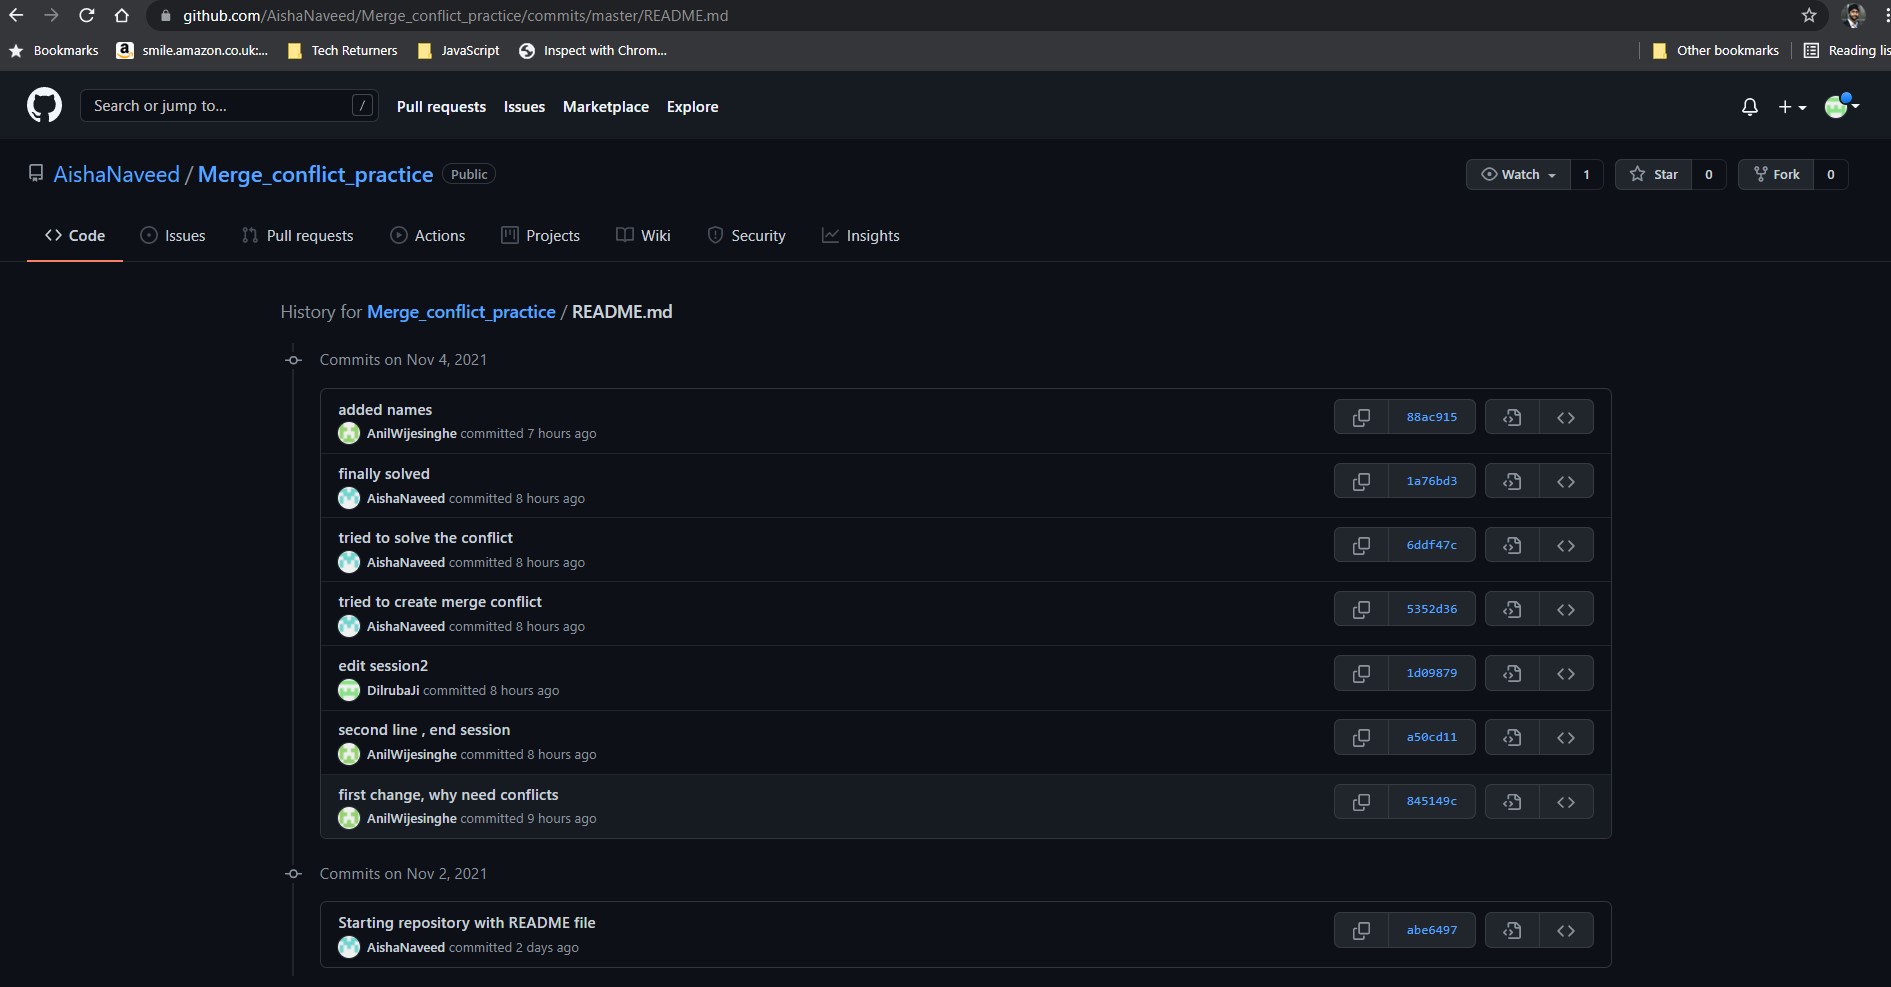 github.com/AishaNaveed/Merge_conflict_practice/commits/master/README.md
Bookmarks smile.amazon.co.uk:... Tech Returners JavaScript Inspect with Chrom... Other bookmarks Reading lis
Search or jump to... / Pull requests Issues Marketplace Explore
AishaNaveed / Merge_conflict_practice Public Watch 1 Star 0 Fork 0
Code Issues Pull requests Actions Projects Wiki Security Insights
History for Merge_conflict_practice / README.md
Commits on Nov 4, 2021
added names
AnilWijesinghe committed 7 hours ago 88ac915
finally solved
AishaNaveed committed 8 hours ago 1a76bd3
tried to solve the conflict
AishaNaveed committed 8 hours ago 6ddf47c
tried to create merge conflict
AishaNaveed committed 8 hours ago 5352d36
edit session2
DilrubaJi committed 8 hours ago 1d09879
second line , end session
AnilWijesinghe committed 8 hours ago a50cd11
first change, why need conflicts
AnilWijesinghe committed 9 hours ago 845149c
Commits on Nov 2, 2021
Starting repository with README file
AishaNaveed committed 2 days ago abe6497